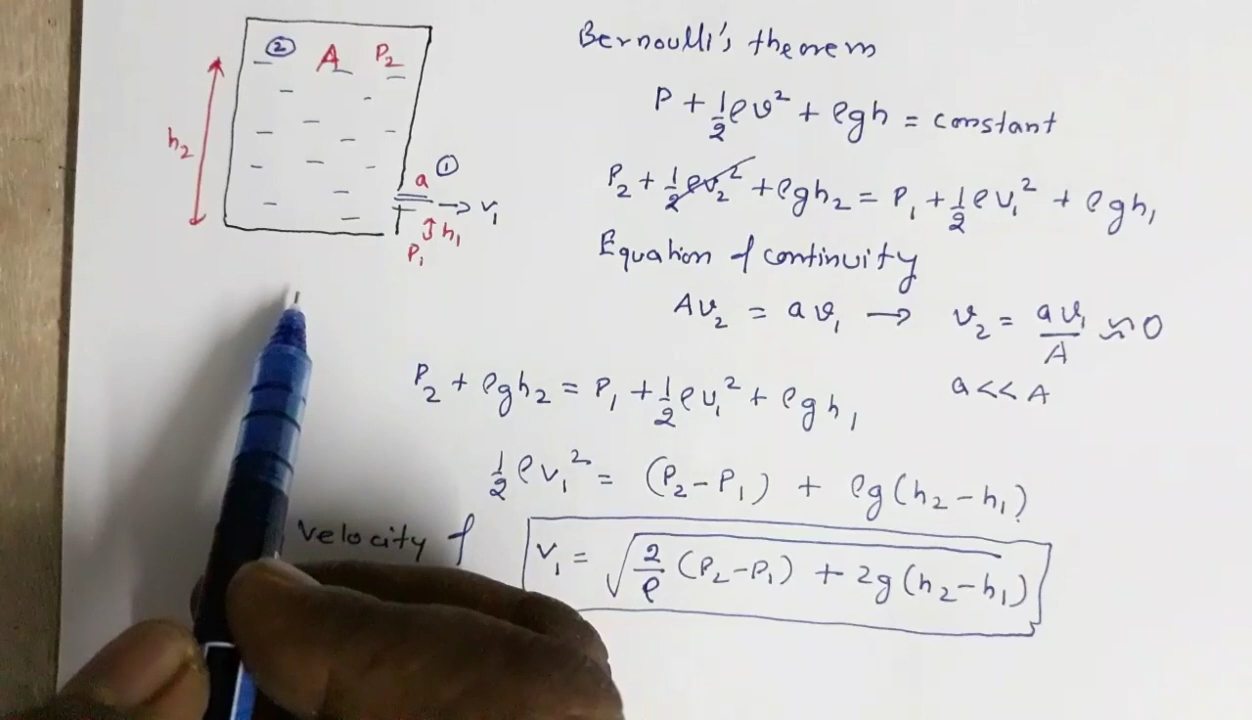 ② A P₂
h₂
a ①
→ v₁
h₁
P₁
Bernoulli's theorem
P + ½ρv² + ρgh = constant
P₂ + ½ρv₂² + ρgh₂ = P₁ + ½ρv₁² + ρgh₁
Equation of continuity
Av₂ = av₁ → v₂ = av₁/A ≈ 0
a << A
P₂ + ρgh₂ = P₁ + ½ρv₁² + ρgh₁
½ρv₁² = (P₂-P₁) + ρg(h₂-h₁)
velocity of
v₁ = √(2/ρ (P₂-P₁) + 2g(h₂-h₁))